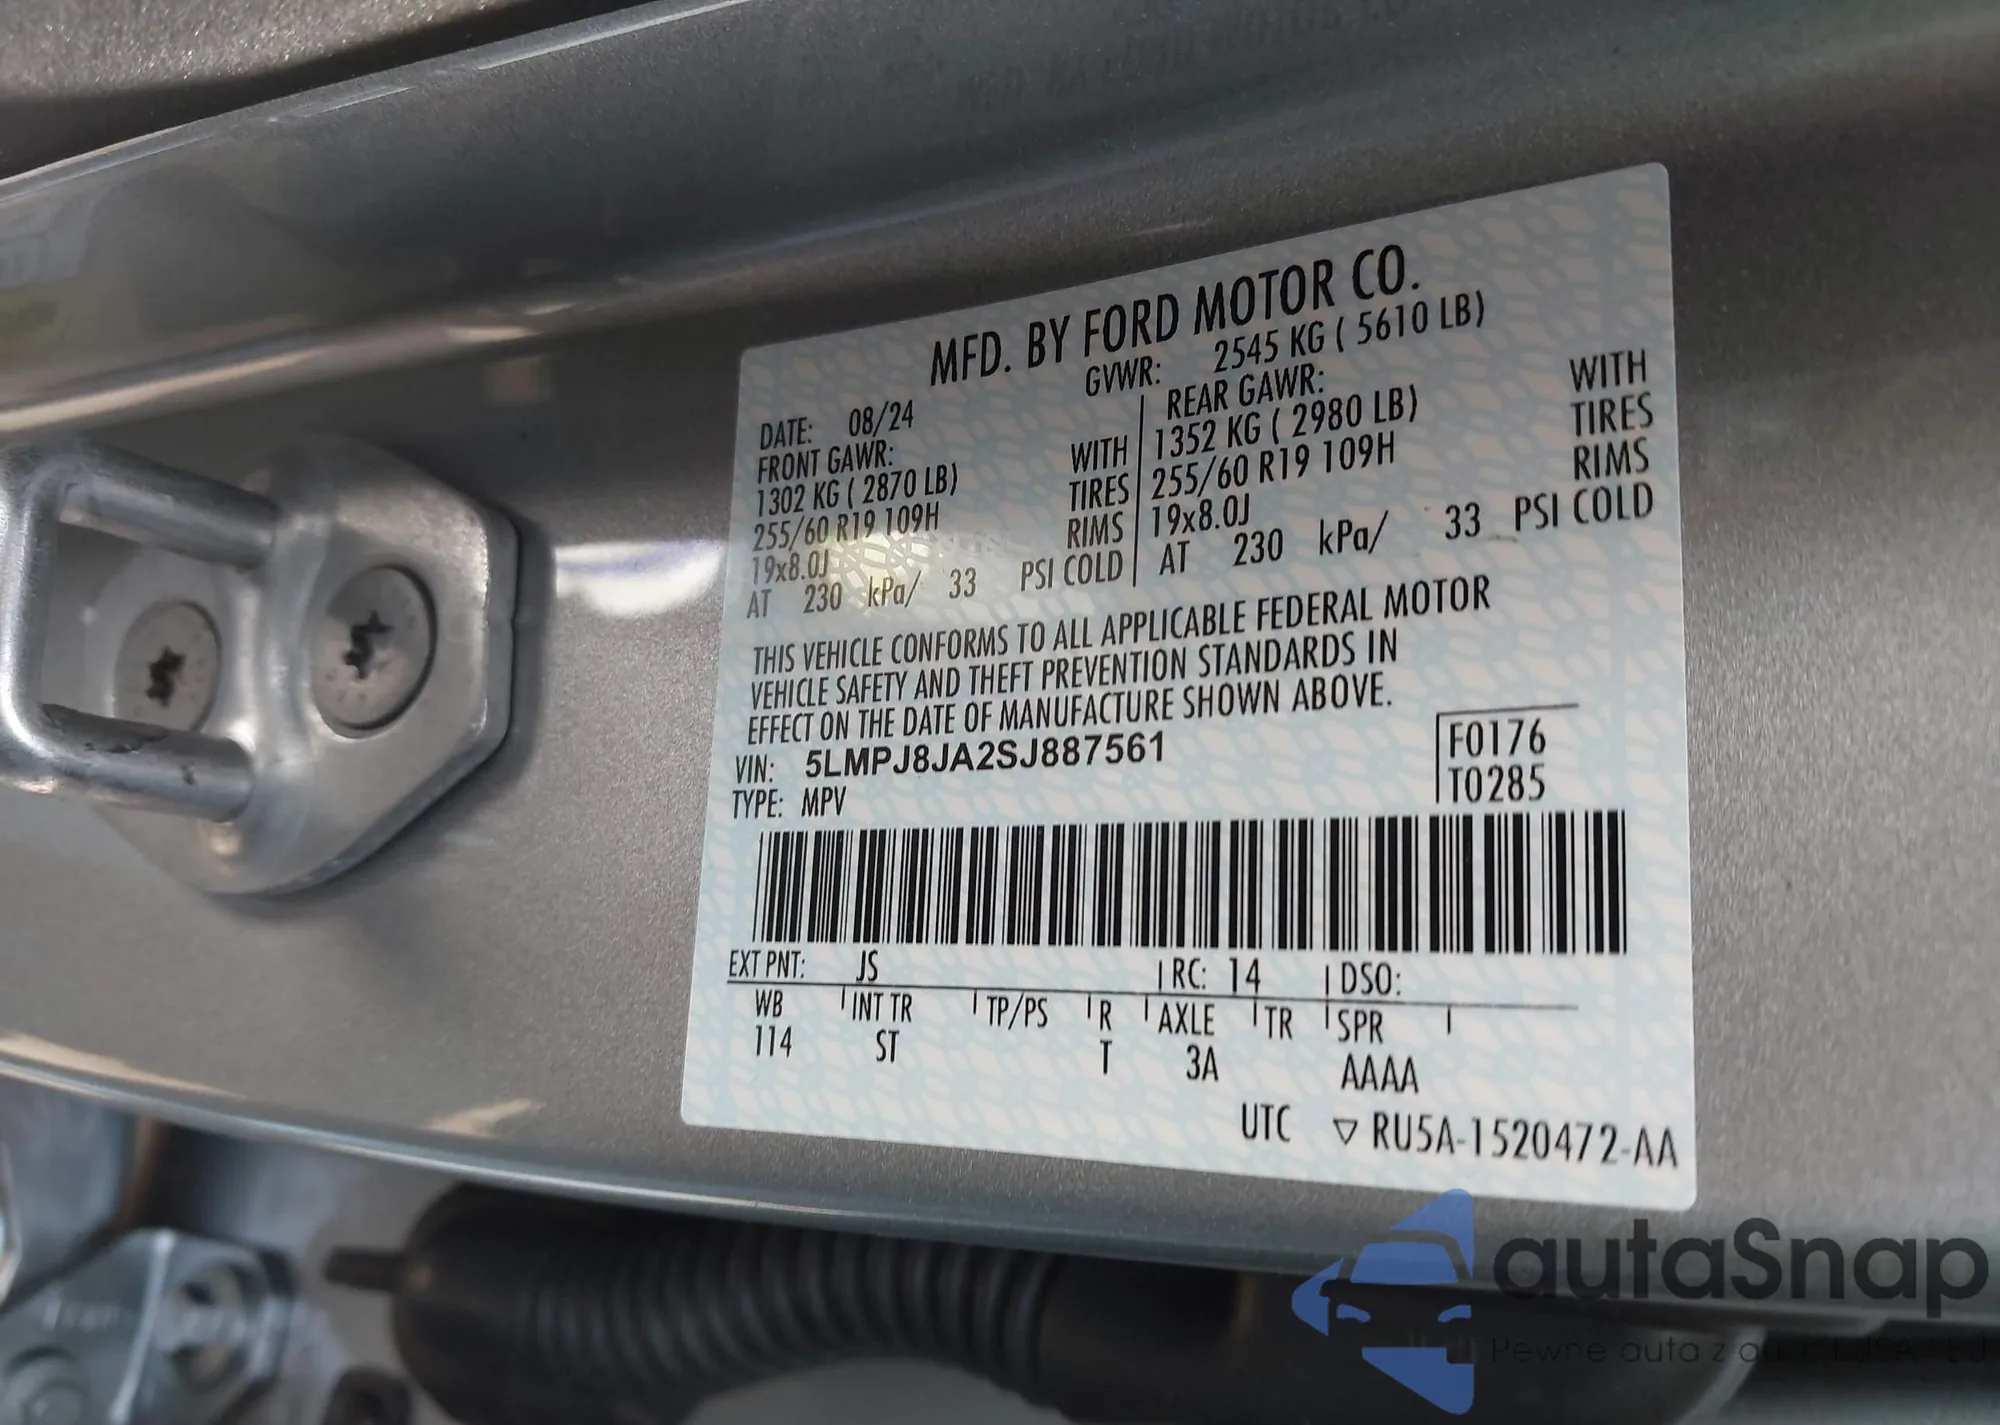 MFD. BY FORD MOTOR CO.
DATE: 08/24 GVWR: 2545 KG ( 5610 LB)
FRONT GAWR: REAR GAWR:
1302 KG ( 2870 LB) WITH 1352 KG ( 2980 LB) WITH
255/60 R19 109H TIRES 255/60 R19 109H TIRES
19x8.0J RIMS 19x8.0J RIMS
AT 230 kPa/ 33 PSI COLD AT 230 kPa/ 33 PSI COLD
THIS VEHICLE CONFORMS TO ALL APPLICABLE FEDERAL MOTOR
VEHICLE SAFETY AND THEFT PREVENTION STANDARDS IN
EFFECT ON THE DATE OF MANUFACTURE SHOWN ABOVE.
VIN: 5LMPJ8JA2SJ887561 F0176
TYPE: MPV T0285
EXT PNT: JS RC: 14 DSO:
WB INT TR TP/PS R AXLE TR SPR
114 ST T 3A AAAA
UTC ▽ RU5A-1520472-AA
autaSnap
Pewne auta z